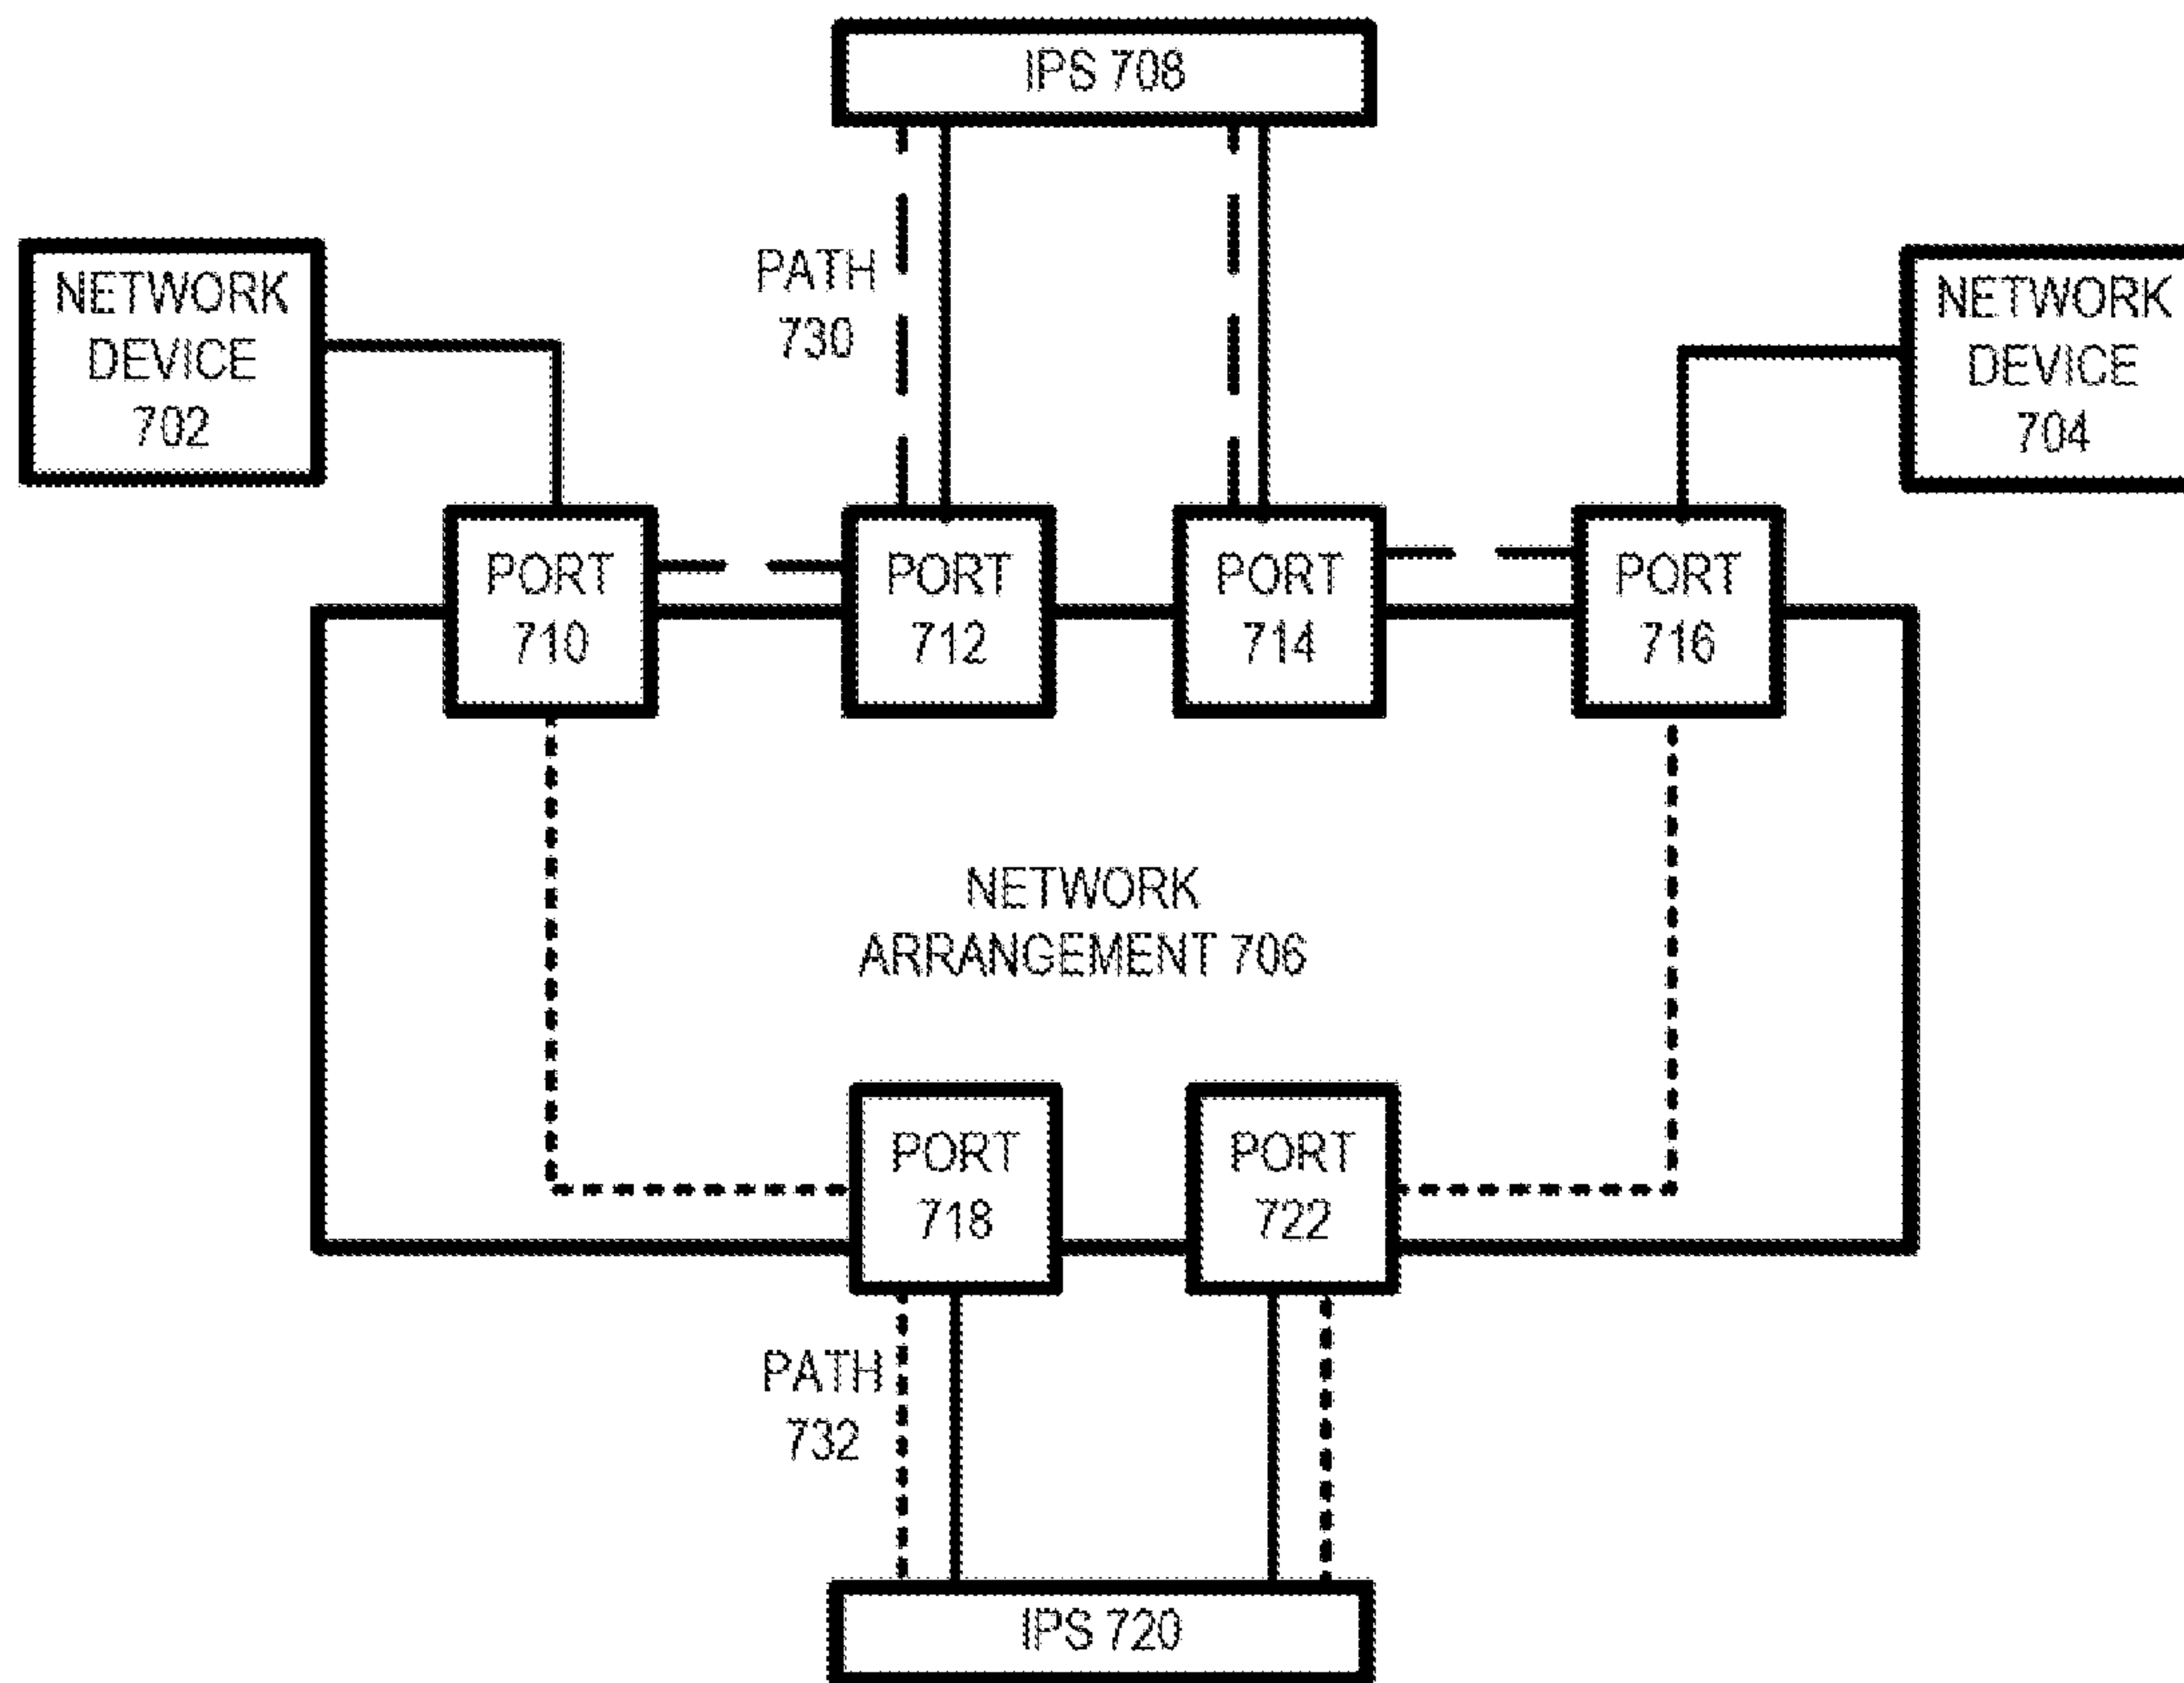 IPS 708
PATH
730
NETWORK
DEVICE
702
NETWORK
DEVICE
704
PORT
710
PORT
712
PORT
714
PORT
716
NETWORK
ARRANGEMENT 706
PORT
718
PORT
722
PATH
732
IPS 720